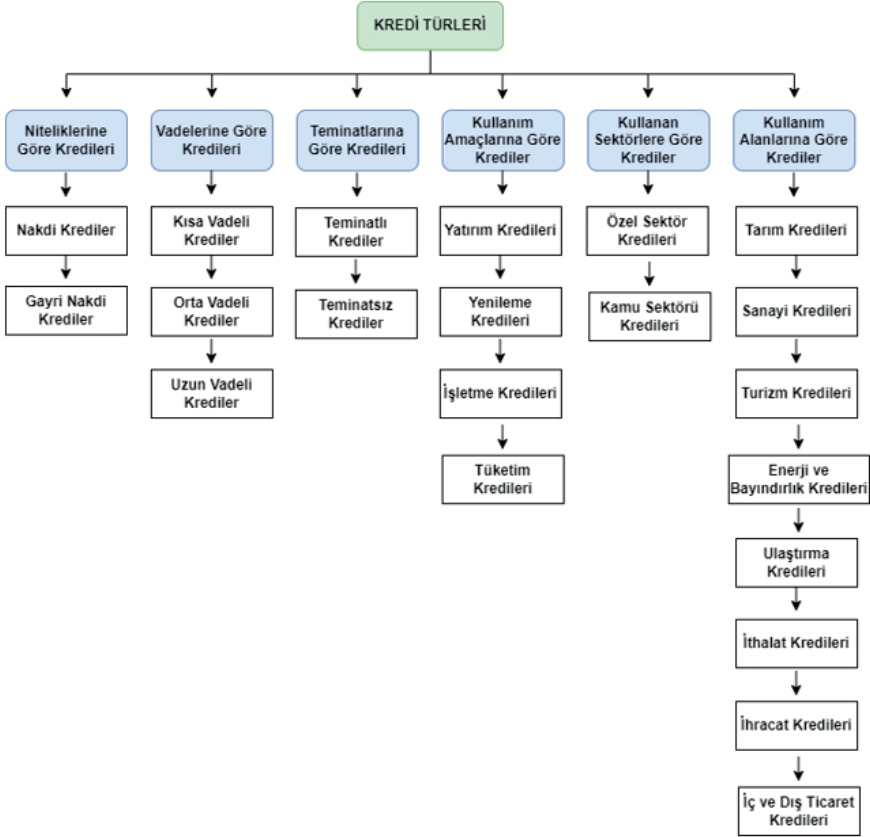 KREDİ TÜRLERİ
Niteliklerine
Göre Kredileri
Vadelerine Göre
Kredileri
Teminatlarına
Göre Kredileri
Kullanım
Amaçlarına Göre
Krediler
Kullanan
Sektörlere Göre
Krediler
Kullanım
Alanlarına Göre
Krediler
Nakdi Krediler
Gayri Nakdi
Krediler
Kısa Vadeli
Krediler
Orta Vadeli
Krediler
Uzun Vadeli
Krediler
Teminatlı
Krediler
Teminatsız
Krediler
Yatırım Kredileri
Yenileme
Kredileri
İşletme Kredileri
Tüketim
Kredileri
Özel Sektör
Kredileri
Kamu Sektörü
Kredileri
Tarım Kredileri
Sanayi Kredileri
Turizm Kredileri
Enerji ve
Bayındırlık Kredileri
Ulaştırma
Kredileri
İthalat Kredileri
İhracat Kredileri
İç ve Dış Ticaret
Kredileri